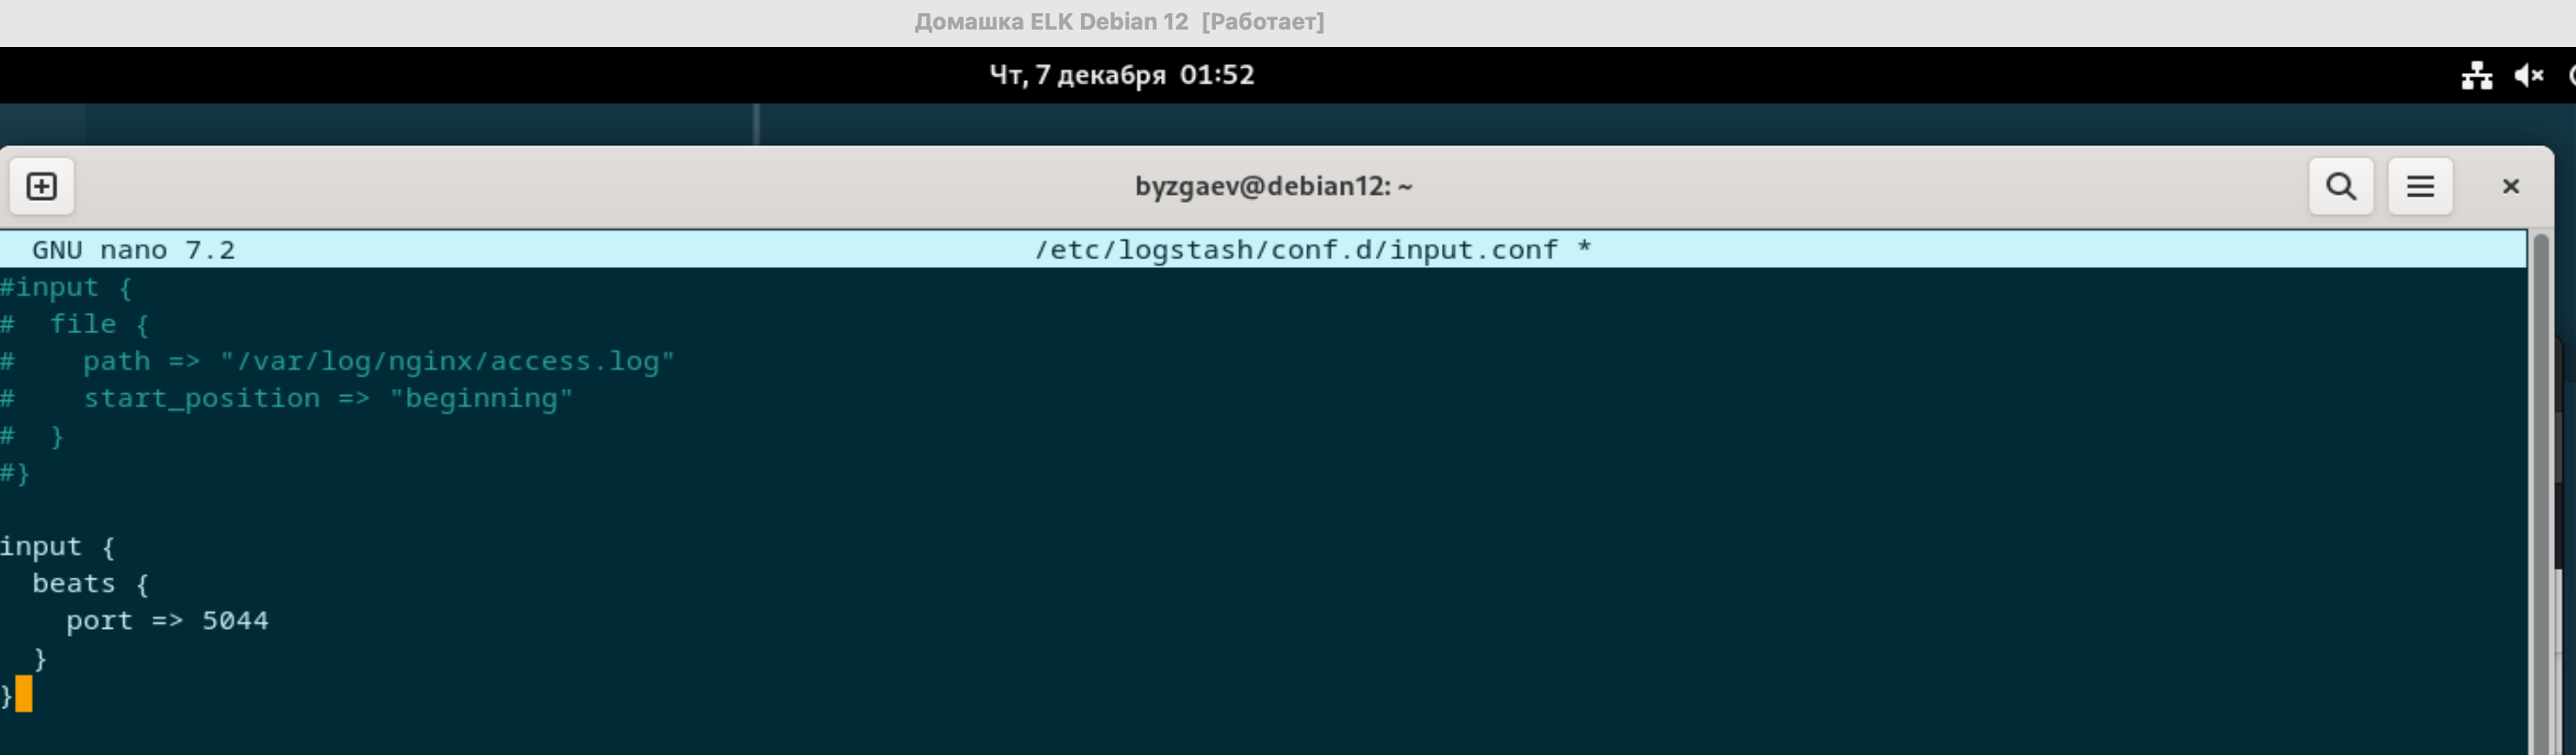 Домашка ELK Debian 12 [Работает]
Чт, 7 декабря 01:52
byzgaev@debian12: ~
GNU nano 7.2 /etc/logstash/conf.d/input.conf *
#input {
#  file {
#    path => "/var/log/nginx/access.log"
#    start_position => "beginning"
#  }
#}
input {
  beats {
    port => 5044
  }
}